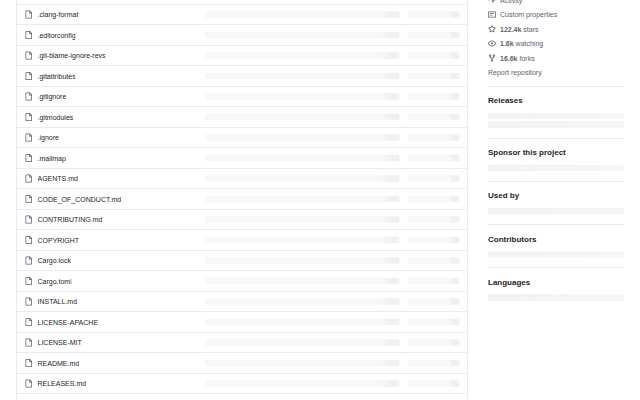 .clang-format
.editorconfig
.git-blame-ignore-revs
.gitattributes
.gitignore
.gitmodules
.ignore
.mailmap
AGENTS.md
CODE_OF_CONDUCT.md
CONTRIBUTING.md
COPYRIGHT
Cargo.lock
Cargo.toml
INSTALL.md
LICENSE-APACHE
LICENSE-MIT
README.md
RELEASES.md
Activity
Custom properties
122.4k stars
1.6k watching
16.6k forks
Report repository
Releases
Sponsor this project
Used by
Contributors
Languages